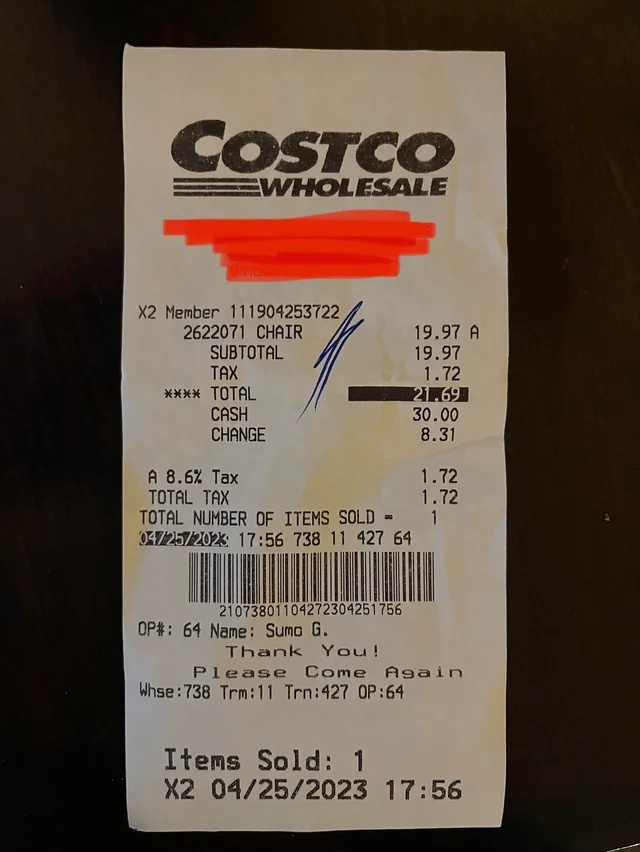 COSTCO
WHOLESALE
X2 Member 111904253722
2622071 CHAIR 19.97 A
SUBTOTAL 19.97
TAX 1.72
**** TOTAL 21.69
CASH 30.00
CHANGE 8.31
A 8.6% Tax 1.72
TOTAL TAX 1.72
TOTAL NUMBER OF ITEMS SOLD = 1
04/25/2023 17:56 738 11 427 64
21073801104272304251756
OP#: 64 Name: Sumo G.
Thank You!
Please Come Again
Whse:738 Trm:11 Trn:427 OP:64
Items Sold: 1
X2 04/25/2023 17:56